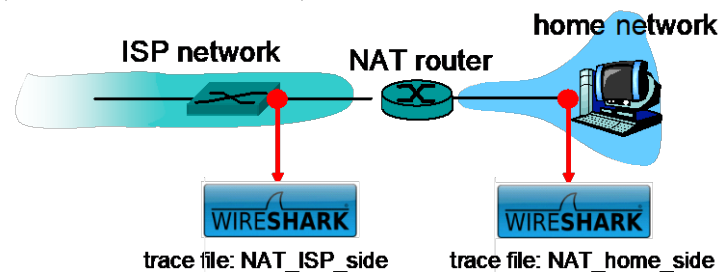 home network
ISP network
NAT router
WIRESHARK
WIRESHARK
trace file: NAT_ISP_side
trace file: NAT_home_side